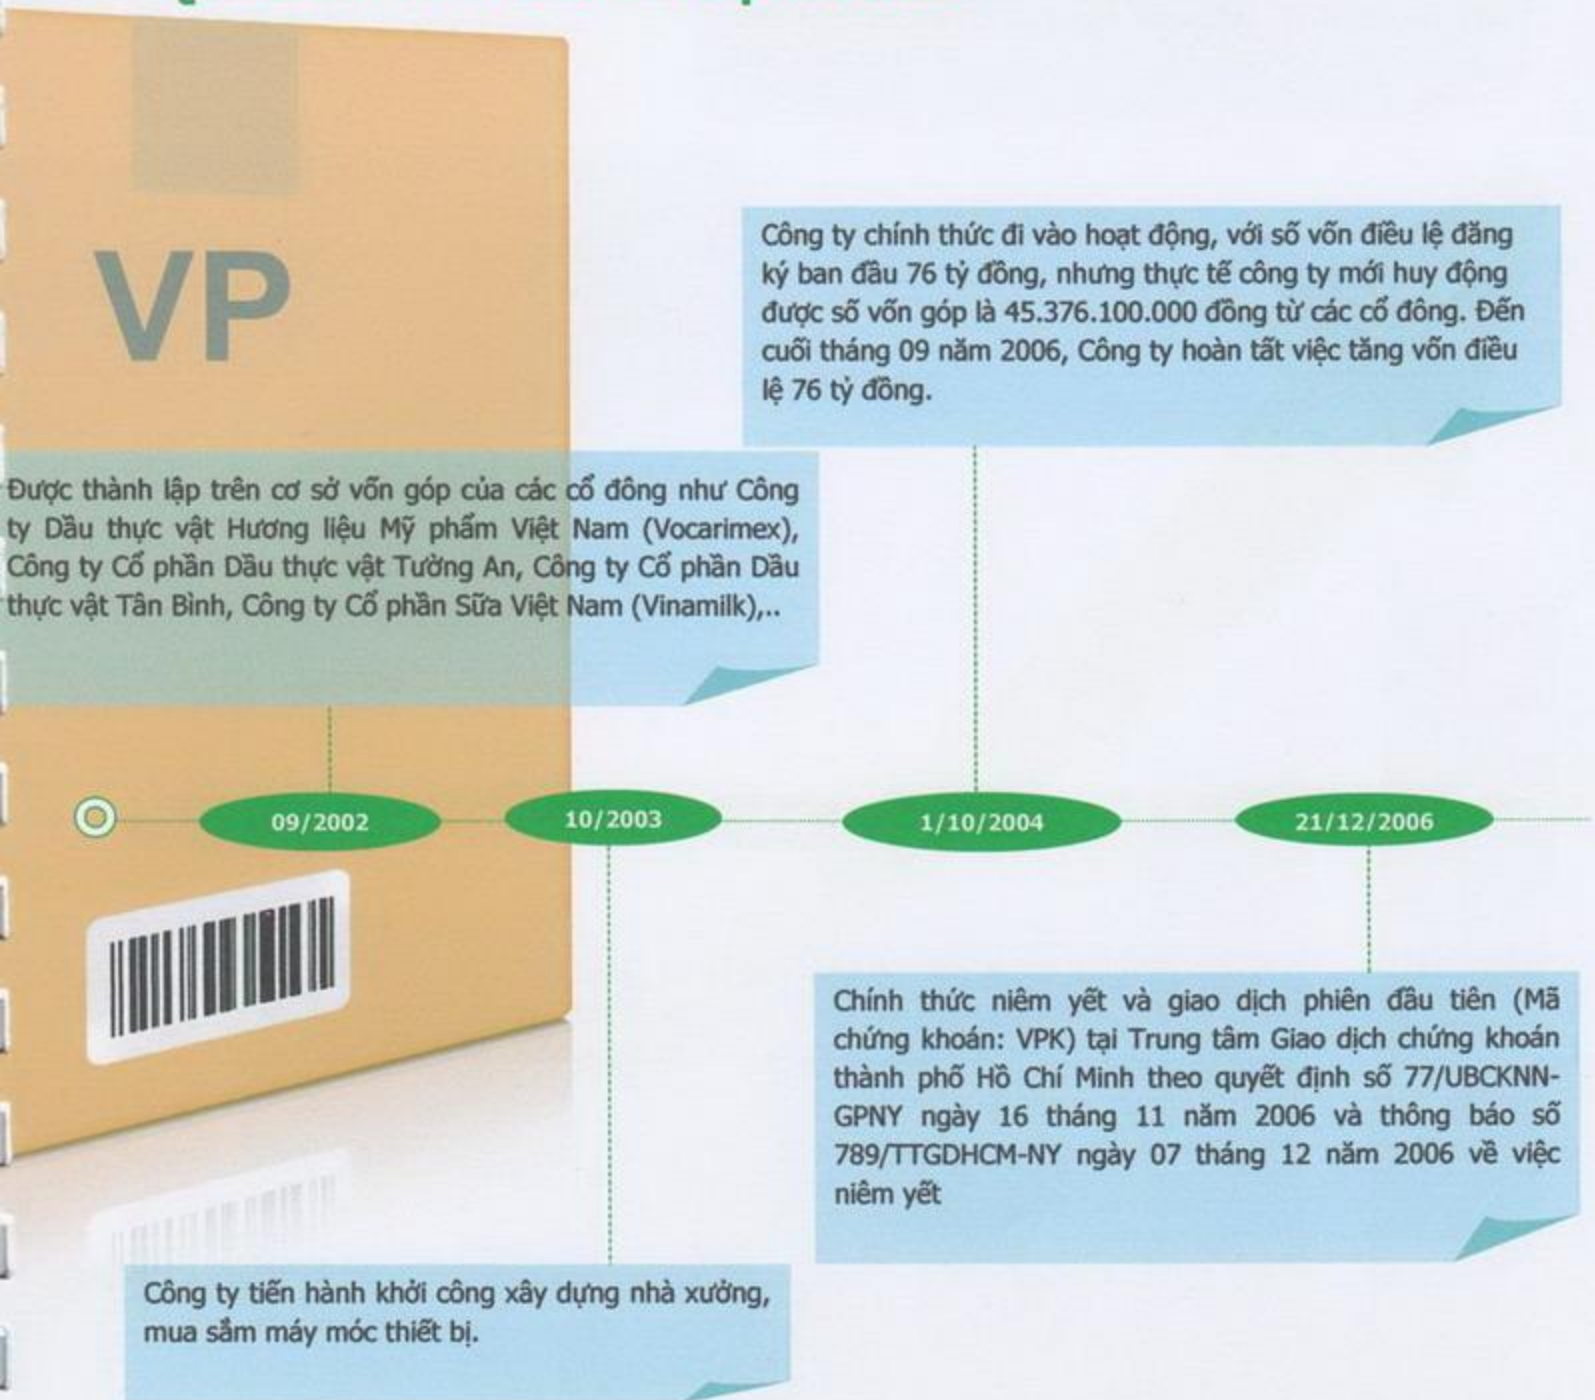 VP
Công ty chính thức đi vào hoạt động, với số vốn điều lệ đăng
ký ban đầu 76 tỷ đồng, nhưng thực tế công ty mới huy động
được số vốn góp là 45.376.100.000 đồng từ các cổ đông. Đến
cuối tháng 09 năm 2006, Công ty hoàn tất việc tăng vốn điều
lệ 76 tỷ đồng.
Được thành lập trên cơ sở vốn góp của các cổ đông như Công
ty Dầu thực vật Hương liệu Mỹ phẩm Việt Nam (Vocarimex),
Công ty Cổ phần Dầu thực vật Tường An, Công ty Cổ phần Dầu
thực vật Tân Bình, Công ty Cổ phần Sữa Việt Nam (Vinamilk),..
09/2002
10/2003
1/10/2004
21/12/2006
Chính thức niêm yết và giao dịch phiên đầu tiên (Mã
chứng khoán: VPK) tại Trung tâm Giao dịch chứng khoán
thành phố Hồ Chí Minh theo quyết định số 77/UBCKNN-
GPNY ngày 16 tháng 11 năm 2006 và thông báo số
789/TTGDHCM-NY ngày 07 tháng 12 năm 2006 về việc
niêm yết
Công ty tiến hành khởi công xây dựng nhà xưởng,
mua sắm máy móc thiết bị.